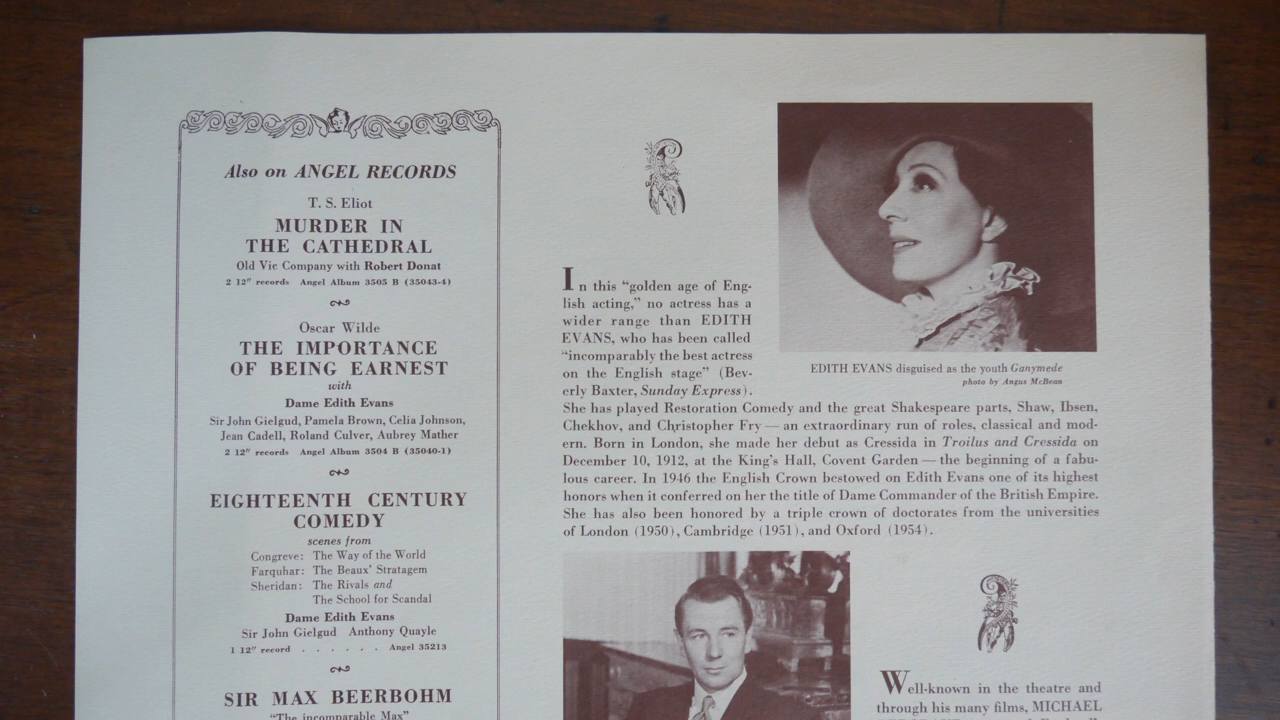 Also on ANGEL RECORDS
T. S. Eliot
MURDER IN
THE CATHEDRAL
Old Vic Company with Robert Donat
2 12" records Angel Album 3505 B (35043-4)
Oscar Wilde
THE IMPORTANCE
OF BEING EARNEST
with
Dame Edith Evans
Sir John Gielgud, Pamela Brown, Celia Johnson,
Jean Cadell, Roland Culver, Aubrey Mather
2 12" records Angel Album 3504 B (35040-1)
EIGHTEENTH CENTURY
COMEDY
scenes from
Congreve: The Way of the World
Farquhar: The Beaux' Stratagem
Sheridan: The Rivals and
The School for Scandal
Dame Edith Evans
Sir John Gielgud Anthony Quayle
1 12" record . . . . . . Angel 35213
SIR MAX BEERBOHM
"The incomparable Max"
In this "golden age of Eng-
lish acting," no actress has a
wider range than EDITH
EVANS, who has been called
"incomparably the best actress
on the English stage" (Bev-
erly Baxter, Sunday Express).
She has played Restoration Comedy and the great Shakespeare parts, Shaw, Ibsen,
Chekhov, and Christopher Fry — an extraordinary run of roles, classical and mod-
ern. Born in London, she made her debut as Cressida in Troilus and Cressida on
December 10, 1912, at the King's Hall, Covent Garden — the beginning of a fabu-
lous career. In 1946 the English Crown bestowed on Edith Evans one of its highest
honors when it conferred on her the title of Dame Commander of the British Empire.
She has also been honored by a triple crown of doctorates from the universities
of London (1950), Cambridge (1951), and Oxford (1954).
EDITH EVANS disguised as the youth Ganymede
photo by Angus McBean
Well-known in the theatre and
through his many films, MICHAEL